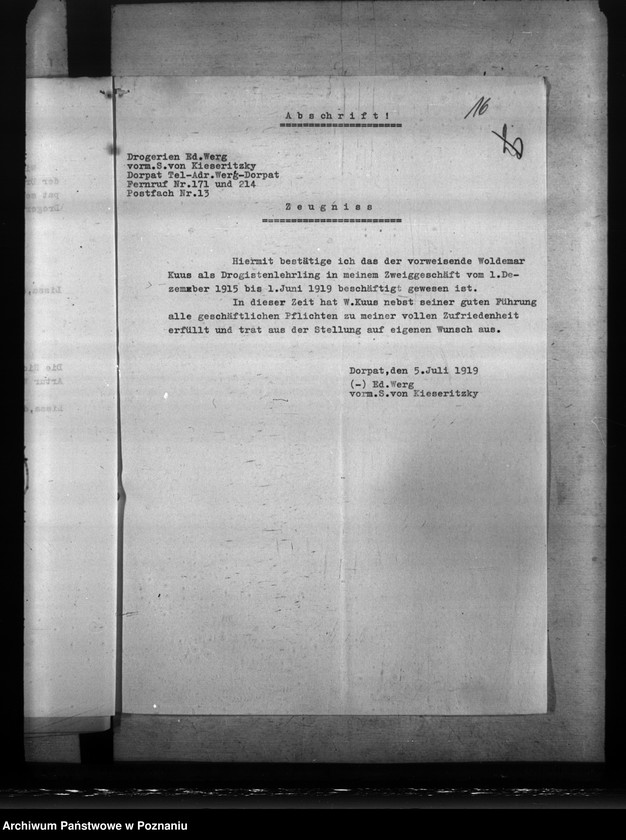 16
A b s c h r i f t !
Drogerien Ed.Werg
vorm.S.von Kieseritzky
Dorpat Tel-Adr.Werg-Dorpat
Fernruf Nr.171 und 214
Postfach Nr.13
Z e u g n i s s
Hiermit bestätige ich das der vorweisende Woldemar
Kuus als Drogistenlehrling in meinem Zweiggeschäft vom 1.De-
zember 1915 bis 1.Juni 1919 beschäftigt gewesen ist.
In dieser Zeit hat W.Kuus nebst seiner guten Führung
alle geschäftlichen Pflichten zu meiner vollen Zufriedenheit
erfüllt und trat aus der Stellung auf eigenen Wunsch aus.
Dorpat,den 5.Juli 1919
(-) Ed.Werg
vorm.S.von Kieseritzky
Archiwum Państwowe w Poznaniu